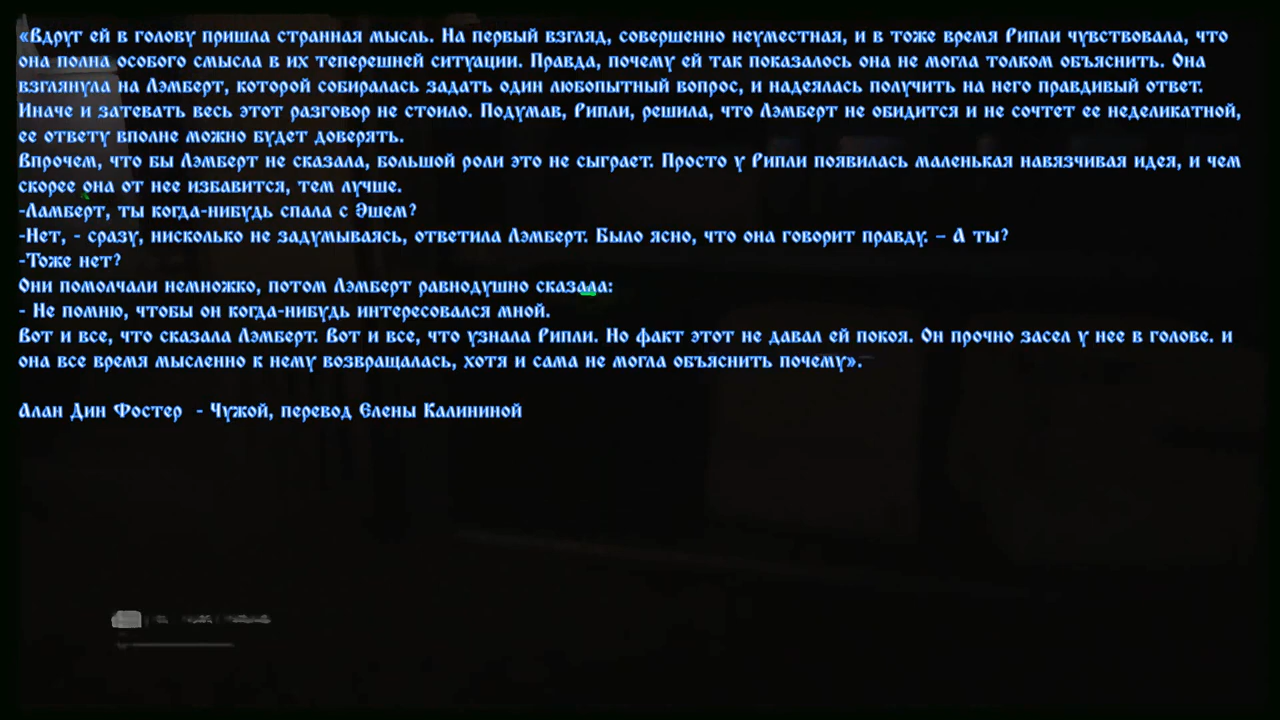 «Вдруг ей в голову пришла странная мысль. На первый взгляд, совершенно неуместная, и в тоже время Рипли чувствовала, что
она полна особого смысла в их теперешней ситуации. Правда, почему ей так показалось она не могла толком объяснить. Она
взглянула на Лэмберт, которой собиралась задать один любопытный вопрос, и надеялась получить на него правдивый ответ.
Иначе и затевать весь этот разговор не стоило. Подумав, Рипли, решила, что Лэмберт не обидится и не сочтет ее неделикатной,
ее ответу вполне можно будет доверять.
Впрочем, что бы Лэмберт не сказала, большой роли это не сыграет. Просто у Рипли появилась маленькая навязчивая идея, и чем
скорее она от нее избавится, тем лучше.
-Ламберт, ты когда-нибудь спала с Эшем?
-Нет, - сразу, нисколько не задумываясь, ответила Лэмберт. Было ясно, что она говорит правду. – А ты?
-Тоже нет?
Они помолчали немножко, потом Лэмберт равнодушно сказала:
- Не помню, чтобы он когда-нибудь интересовался мной.
Вот и все, что сказала Лэмберт. Вот и все, что узнала Рипли. Но факт этот не давал ей покоя. Он прочно засел у нее в голове. и
она все время мысленно к нему возвращалась, хотя и сама не могла объяснить почему».
Алан Дин Фостер - Чужой, перевод Елены Калининой